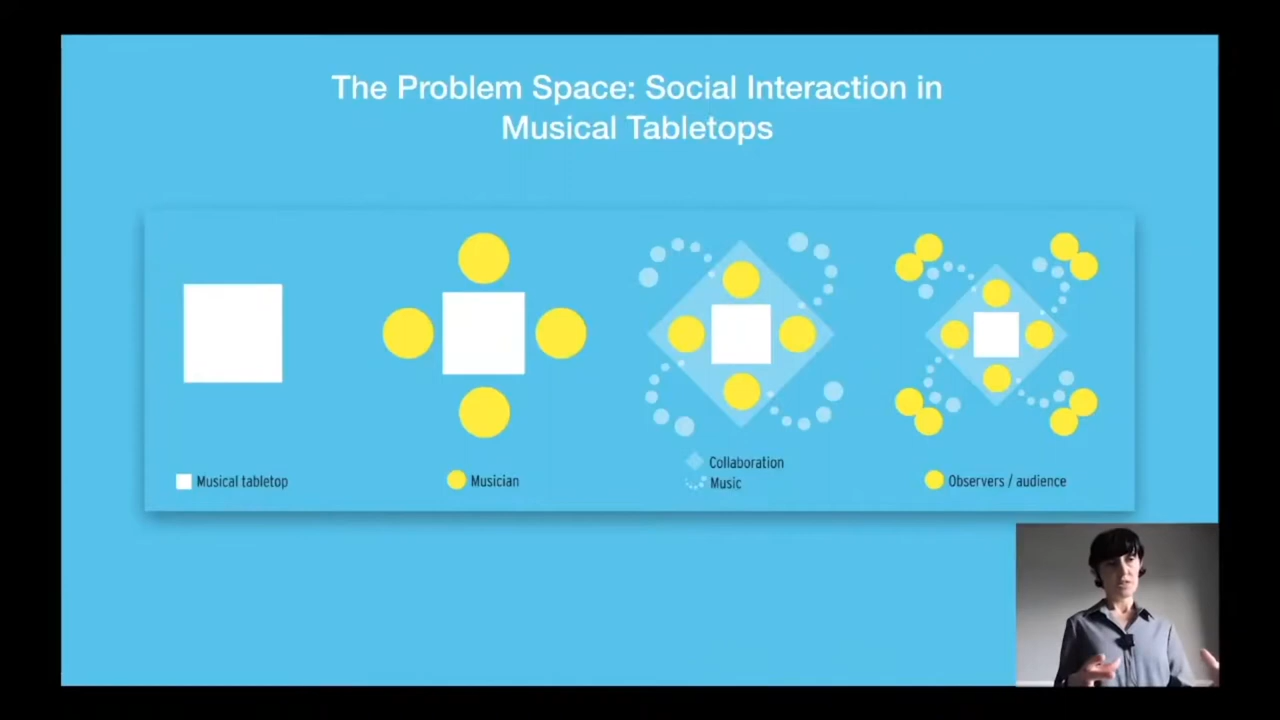 The Problem Space: Social Interaction in
Musical Tabletops
Musical tabletop
Musician
Collaboration
Music
Observers / audience